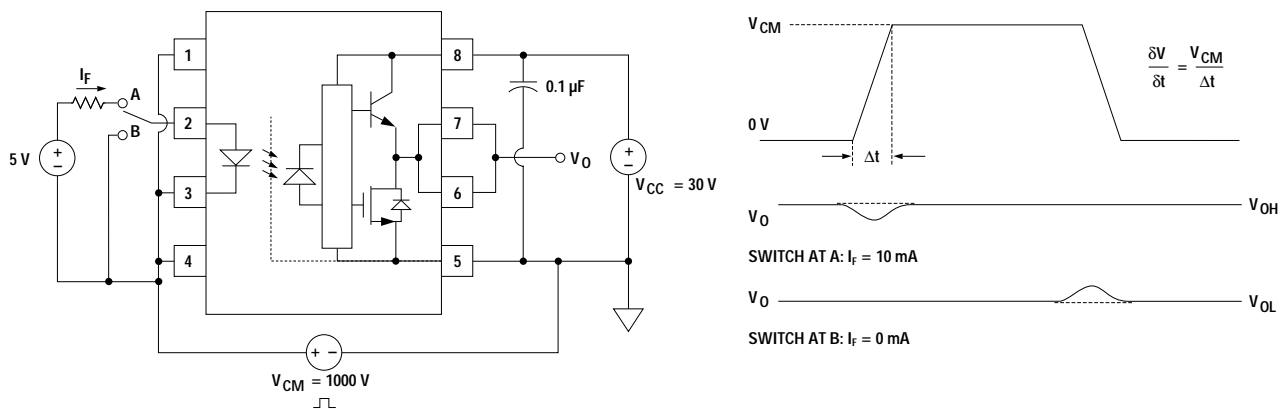 1
2
3
4
8
7
6
5
I_F
A
B
5 V
+
–
0.1 µF
V_O
+
–
V_CC = 30 V
+ –
V_CM = 1000 V
V_CM
0 V
Δt
δV/δt = V_CM/Δt
V_O
V_OH
SWITCH AT A: I_F = 10 mA
V_O
V_OL
SWITCH AT B: I_F = 0 mA